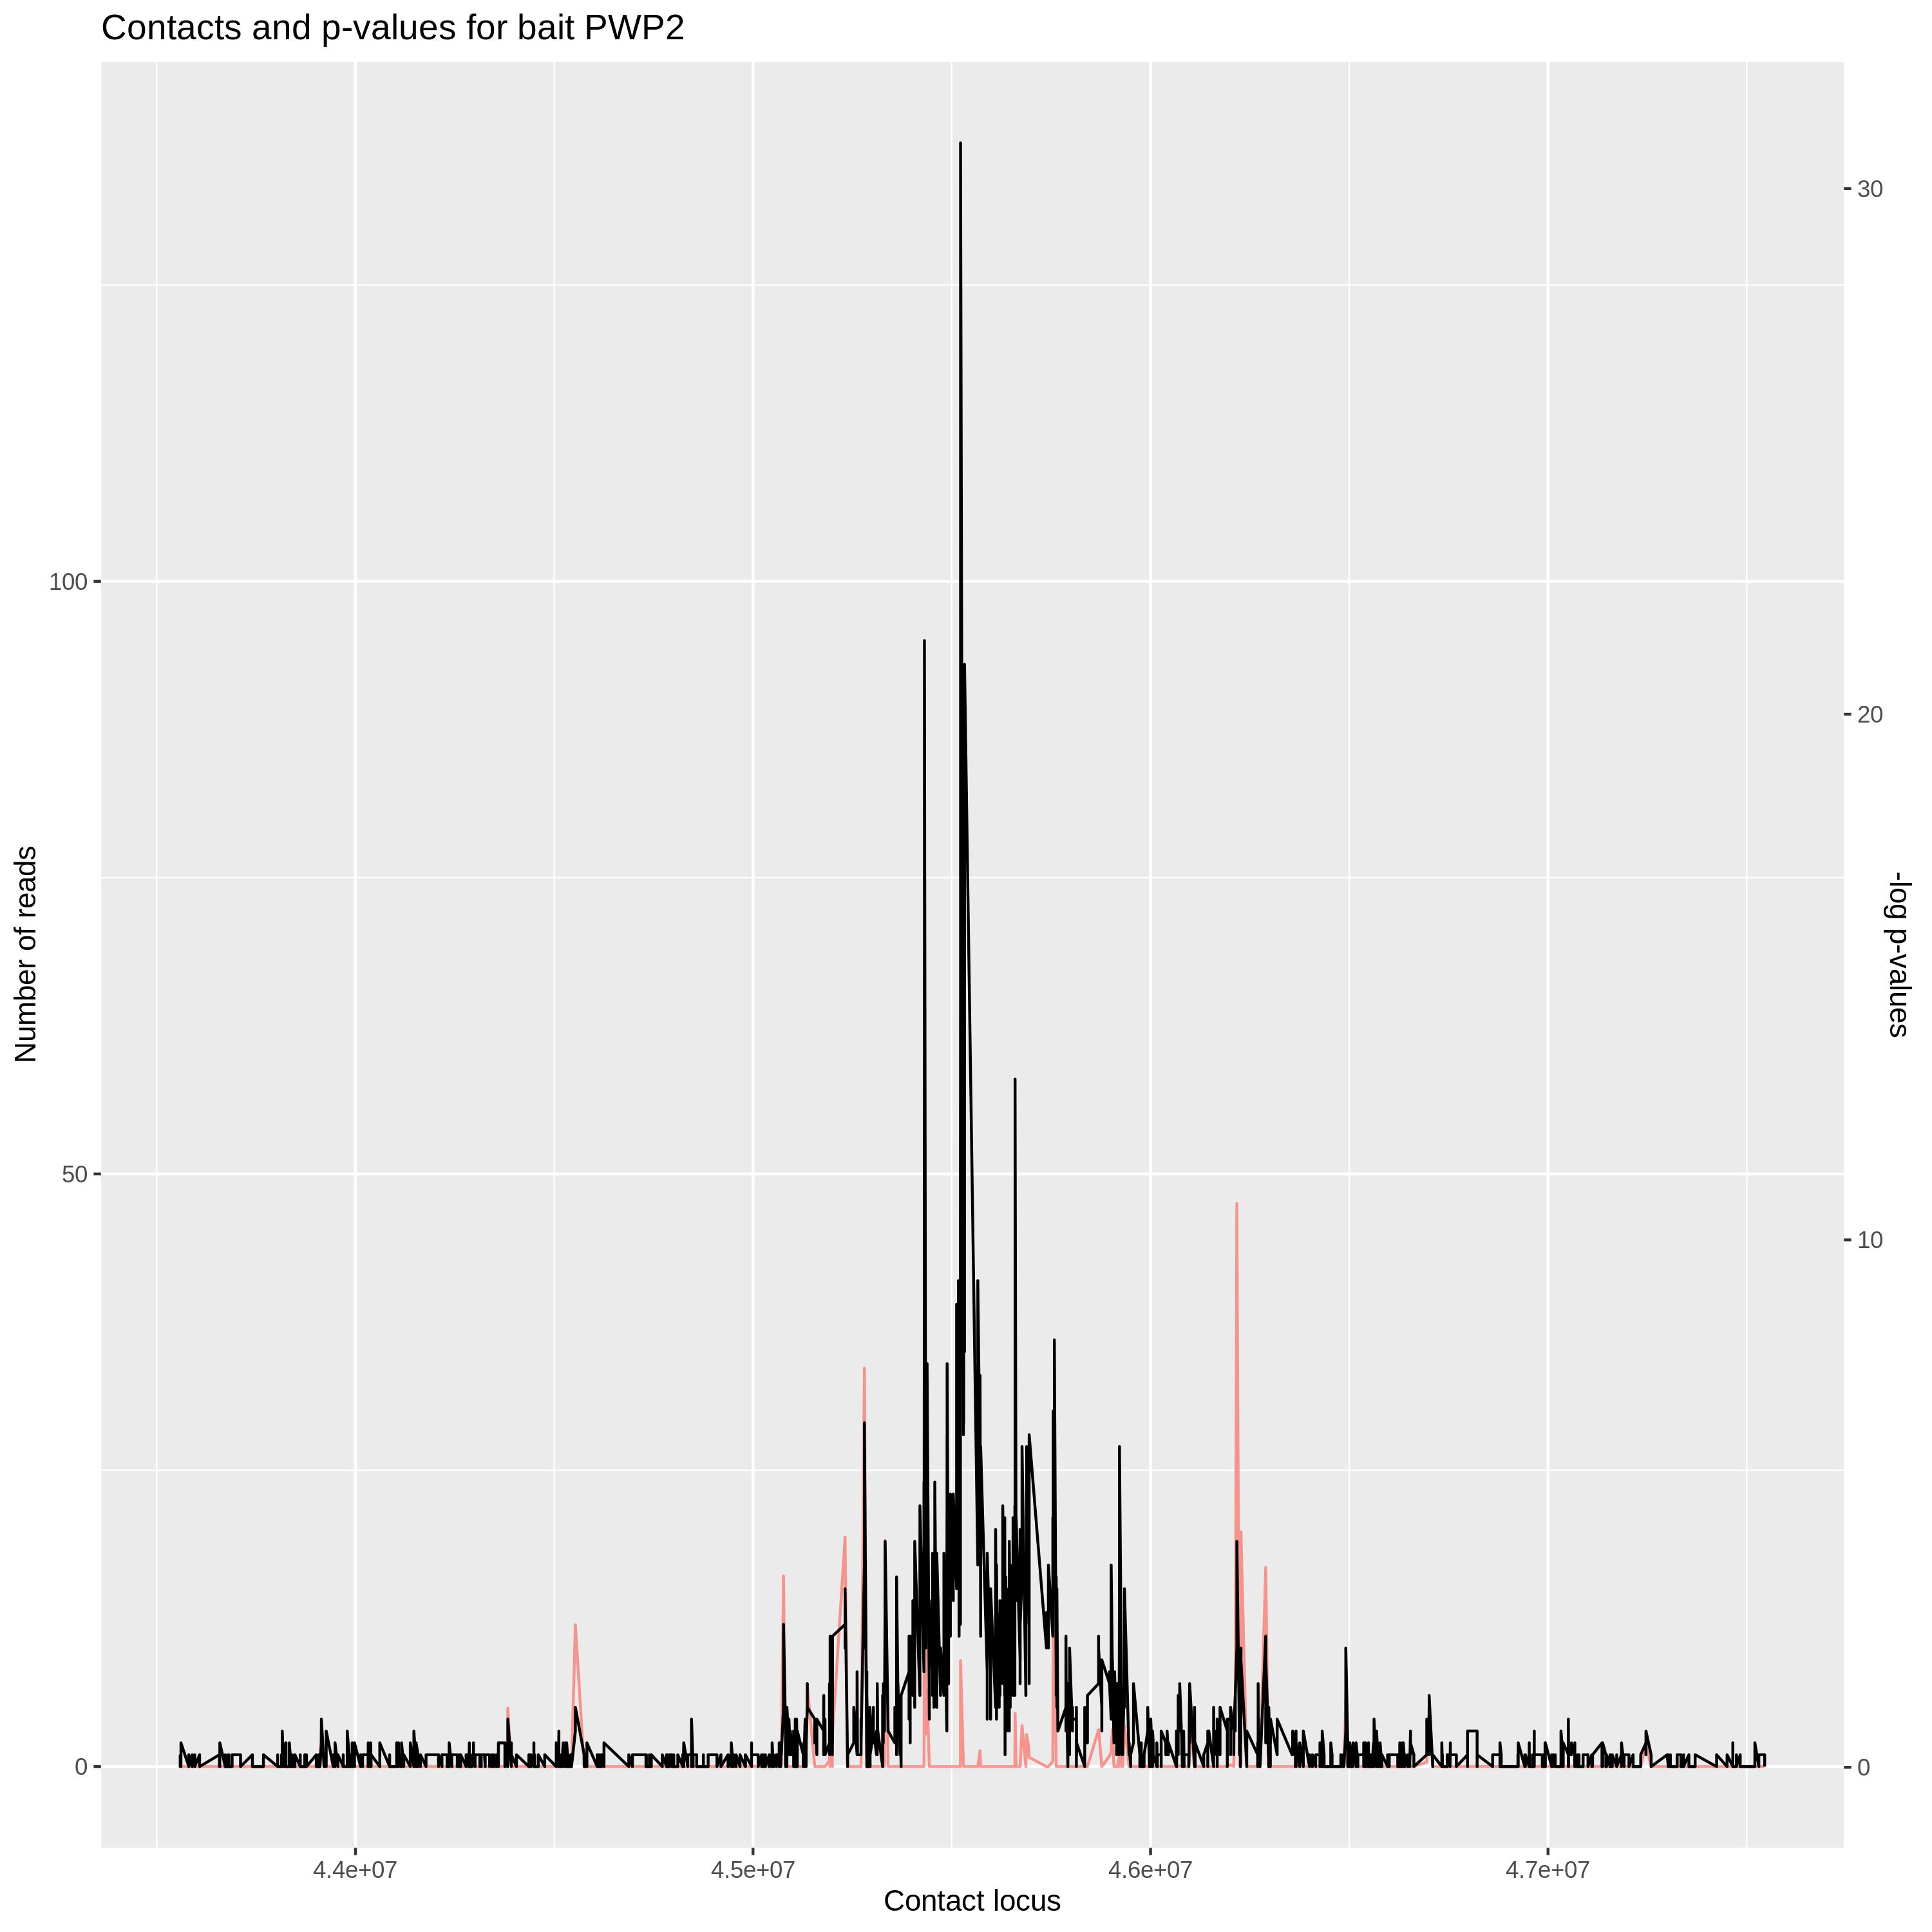 Contacts and p-values for bait PWP2
Number of reads
100
50
0
30
20
10
0
-log p-values
4.4e+07
4.5e+07
4.6e+07
4.7e+07
Contact locus